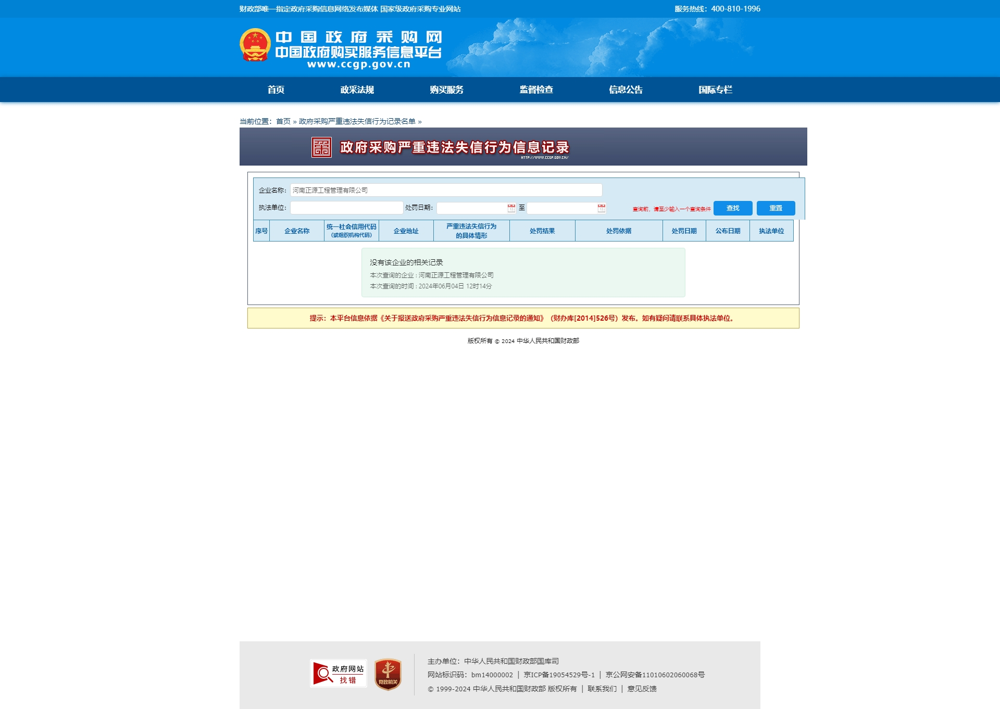 财政部唯一指定政府采购信息网络发布媒体 国家级政府采购专业网站 服务热线：400-810-1996
中国政府采购网
中国政府购买服务信息平台
www.ccgp.gov.cn
首页 政采法规 购买服务 监督检查 信息公告 国际专栏
当前位置：首页 » 政府采购严重违法失信行为记录名单 »
政府采购严重违法失信行为信息记录
HTTP://WWW.CCGP.GOV.CN/
企业名称： 河南正源工程管理有限公司
执法单位： 处罚日期： 至 查询前，请至少输入一个查询条件 查找 重置
序号 企业名称 统一社会信用代码（或组织机构代码） 企业地址 严重违法失信行为的具体情形 处罚结果 处罚依据 处罚日期 公布日期 执法单位
没有该企业的相关记录
本次查询的企业 : 河南正源工程管理有限公司
本次查询的时间 : 2024年06月04日 12时14分
提示：本平台信息依据《关于报送政府采购严重违法失信行为信息记录的通知》（财办库[2014]526号）发布。如有疑问请联系具体执法单位。
版权所有 © 2024 中华人民共和国财政部
政府网站
找错
党政机关
主办单位：中华人民共和国财政部国库司
网站标识码：bm14000002 | 京ICP备19054529号-1 | 京公网安备11010602060068号
© 1999-2024 中华人民共和国财政部 版权所有 | 联系我们 | 意见反馈